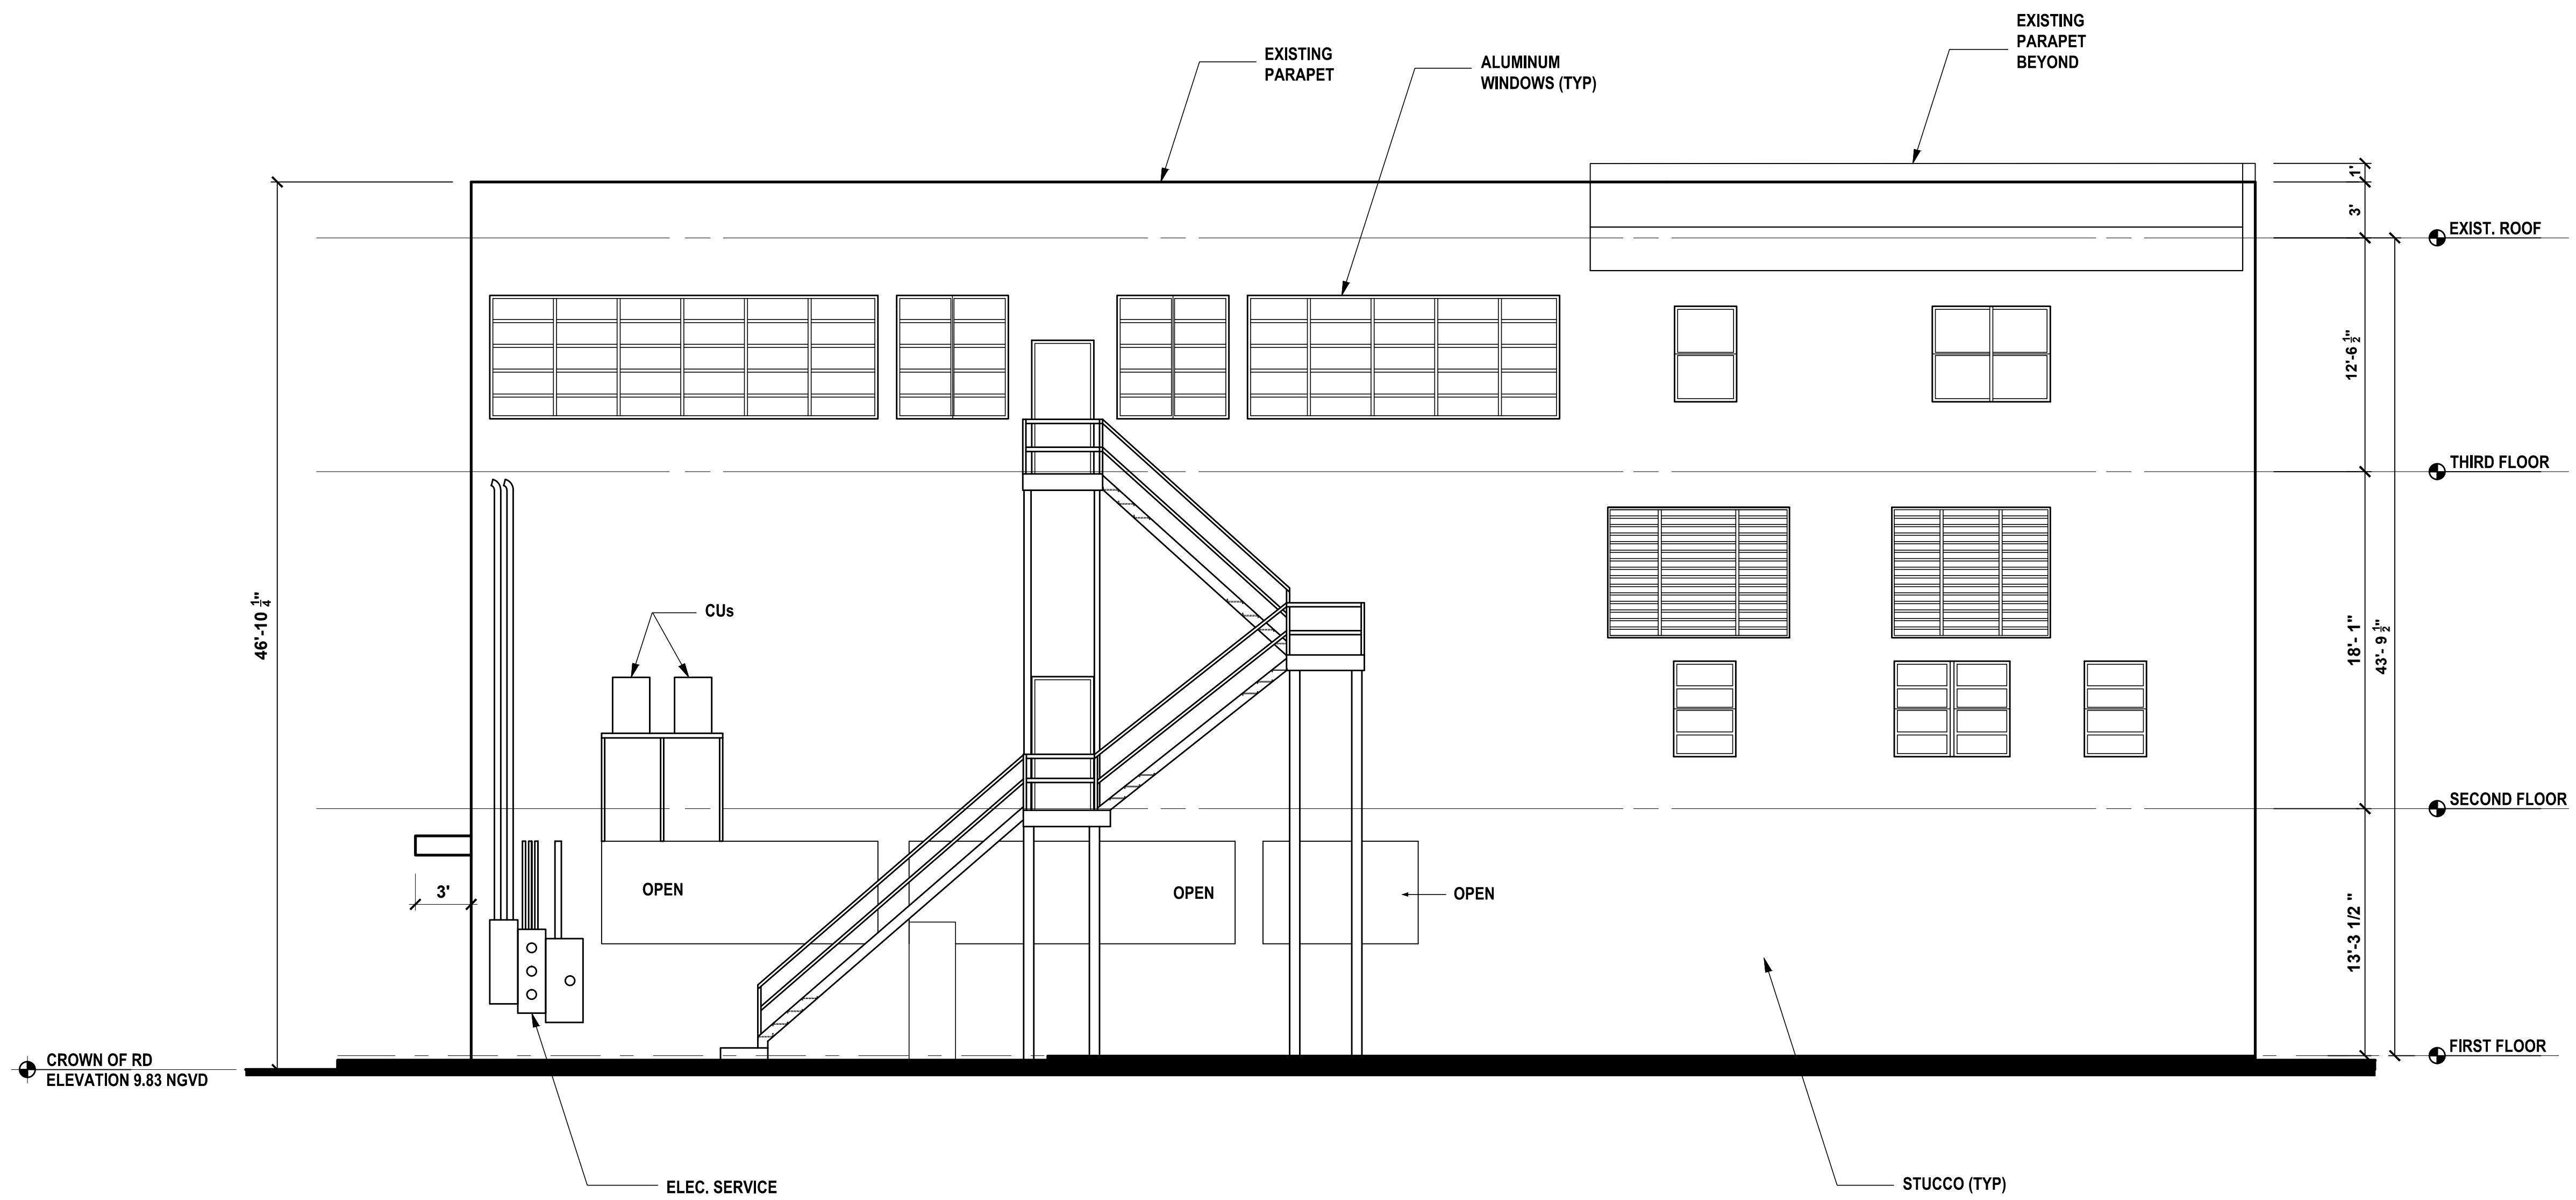 EXISTING
PARAPET
BEYOND
EXISTING
PARAPET
ALUMINUM
WINDOWS (TYP)
1'
3'
EXIST. ROOF
12'-6 1/2"
THIRD FLOOR
46'-10 1/4"
CUs
18'- 1"
43'- 9 1/2"
SECOND FLOOR
3'
OPEN
OPEN
OPEN
13'-3 1/2 "
FIRST FLOOR
CROWN OF RD
ELEVATION 9.83 NGVD
ELEC. SERVICE
STUCCO (TYP)